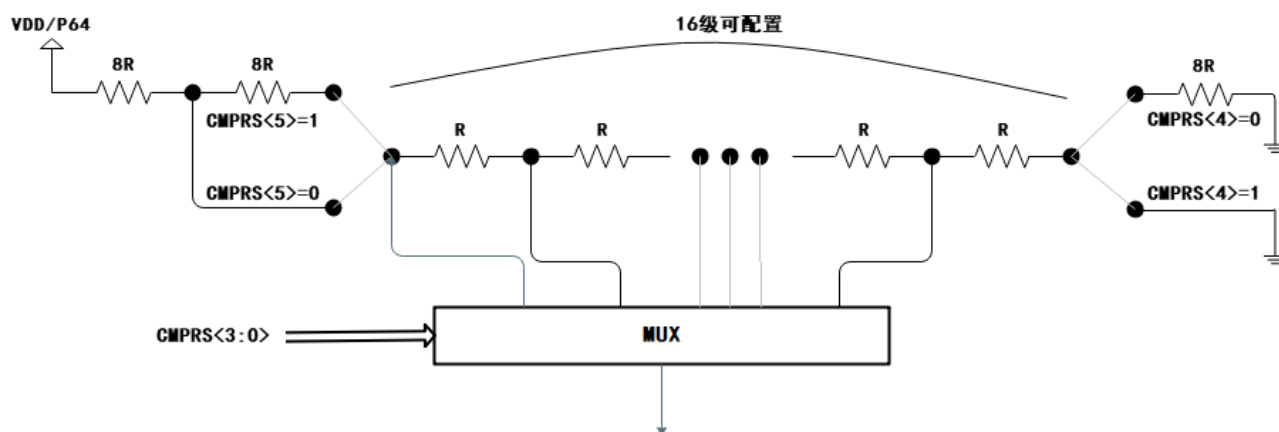 16级可配置
VDD/P64
8R
8R
8R
CMPRS<5>=1
CMPRS<4>=0
R
R
R
R
CMPRS<5>=0
CMPRS<4>=1
CMPRS<3:0>
MUX